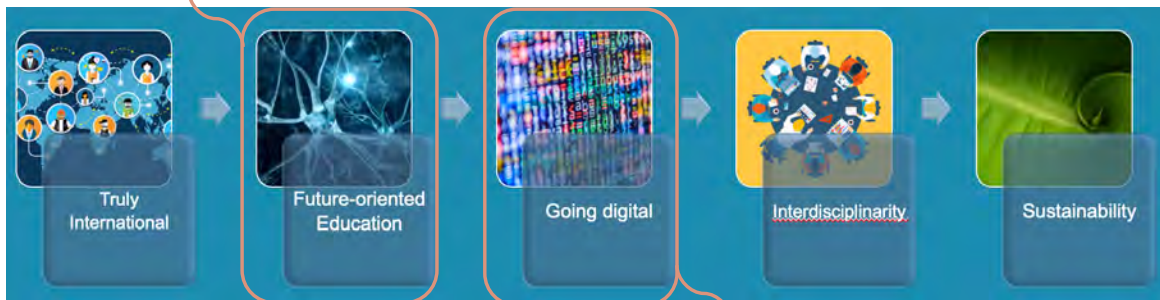 Truly
International
Future-oriented
Education
Going digital
Interdisciplinarity
Sustainability